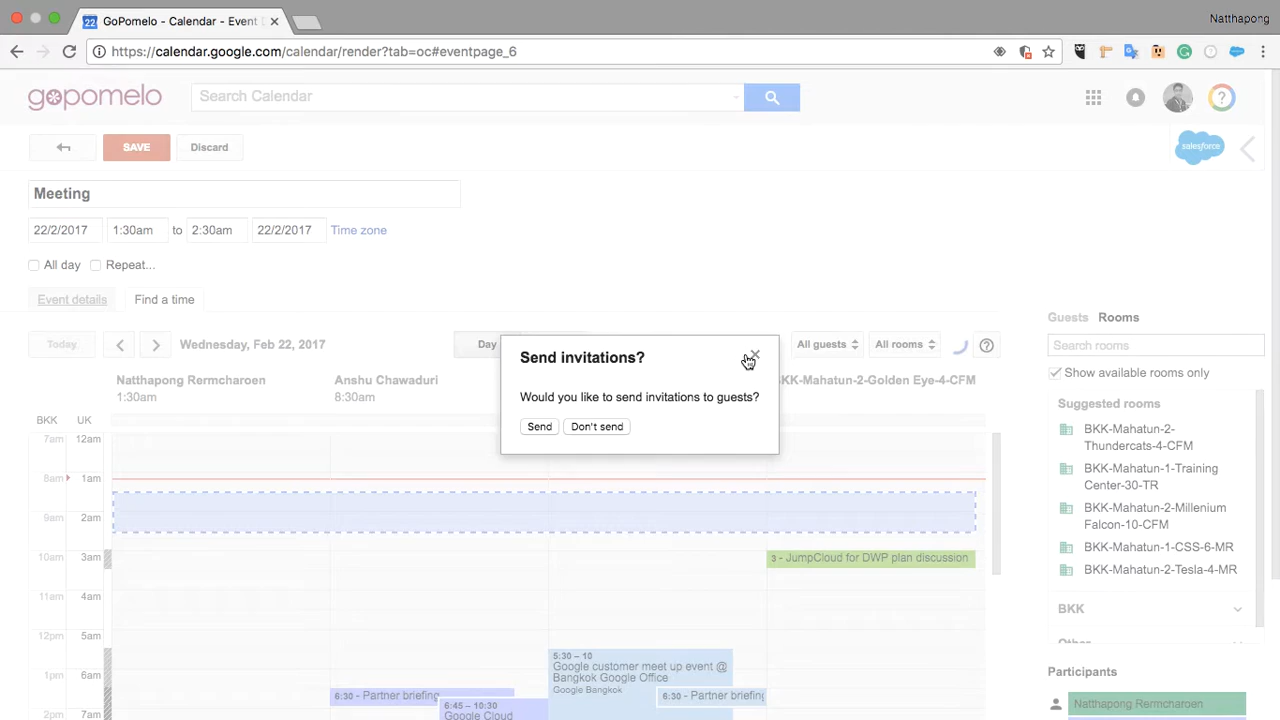 GoPomelo - Calendar - Event D
Natthapong
https://calendar.google.com/calendar/render?tab=oc#eventpage_6
gopomelo
Search Calendar
SAVE
Discard
salesforce
Meeting
22/2/2017 1:30am to 2:30am 22/2/2017 Time zone
All day Repeat...
Event details Find a time
Guests Rooms
Today Wednesday, Feb 22, 2017 Day All guests All rooms
Search rooms
Show available rooms only
Send invitations?
Would you like to send invitations to guests?
Send Don't send
Natthapong Rermcharoen
1:30am
Anshu Chawaduri
8:30am
KK-Mahatun-2-Golden Eye-4-CFM
BKK UK
7am 12am
8am 1am
9am 2am
10am 3am
11am 4am
12pm 5am
1pm 6am
2pm 7am
3 - JumpCloud for DWP plan discussion
5:30 – 10
Google customer meet up event @
Bangkok Google Office
Google Bangkok
6:30 - Partner briefing
6:30 - Partner briefing
6:45 – 10:30
Google Cloud
Suggested rooms
BKK-Mahatun-2-
Thundercats-4-CFM
BKK-Mahatun-1-Training
Center-30-TR
BKK-Mahatun-2-Millenium
Falcon-10-CFM
BKK-Mahatun-1-CSS-6-MR
BKK-Mahatun-2-Tesla-4-MR
BKK
Other
Participants
Natthapong Rermcharoen